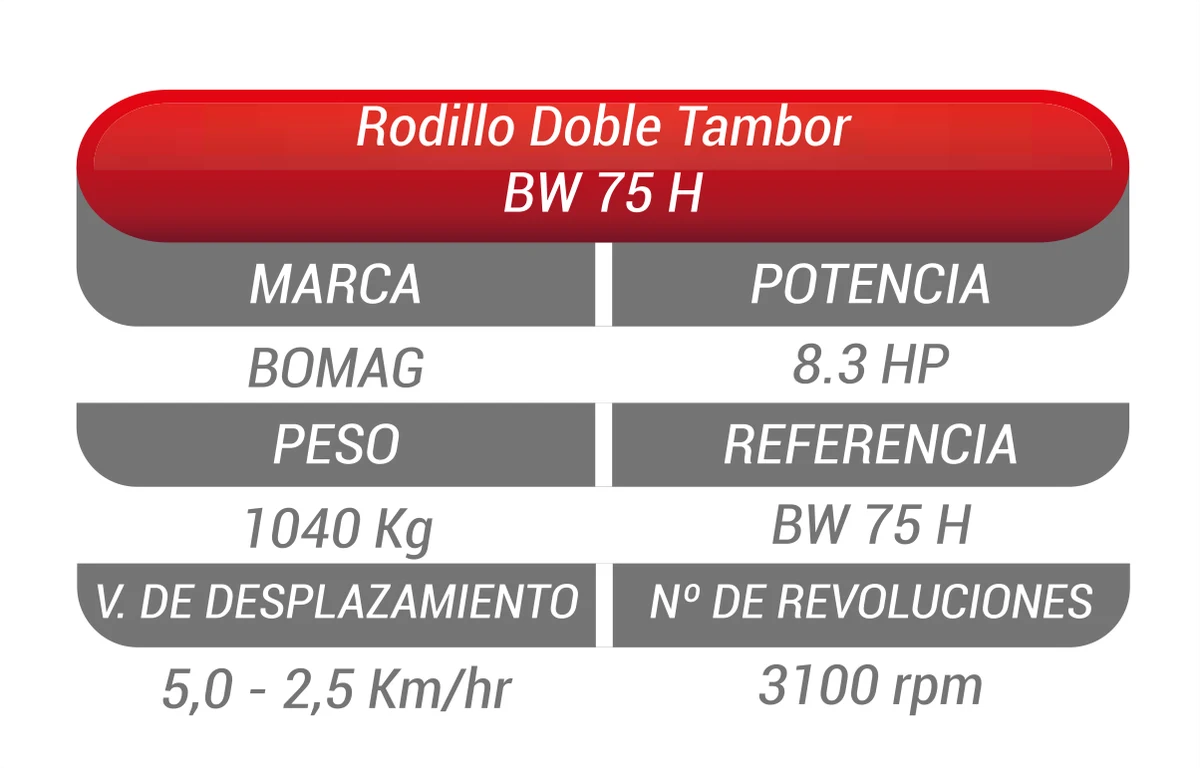 Rodillo Doble Tambor
BW 75 H
MARCA POTENCIA
BOMAG 8.3 HP
PESO REFERENCIA
1040 Kg BW 75 H
V. DE DESPLAZAMIENTO Nº DE REVOLUCIONES
5,0 - 2,5 Km/hr 3100 rpm